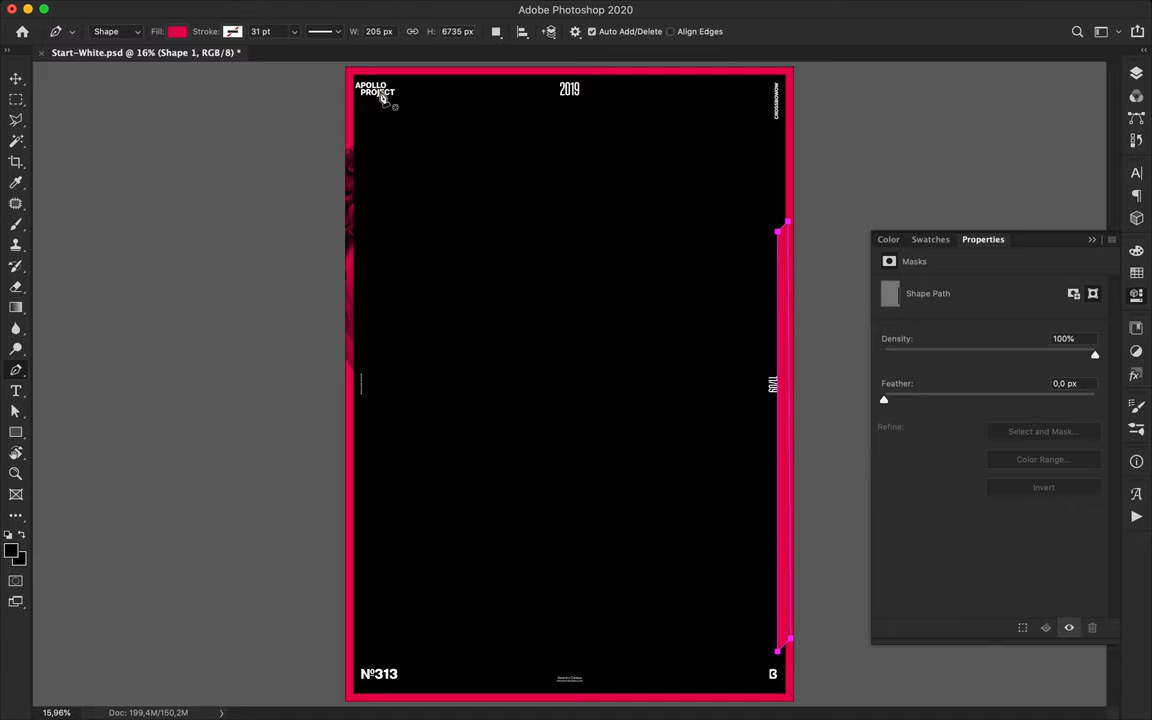 Adobe Photoshop 2020
Shape
Fill:
Stroke:
31 pt
W: 205 px
H: 6735 px
Auto Add/Delete
Align Edges
Start-White.psd @ 16% (Shape 1, RGB/8) *
APOLLO
PROJECT
2019
CROSSBOWOW
Color
Swatches
Properties
Masks
Shape Path
Density:
100%
Feather:
0,0 px
Refine:
Select and Mask...
Color Range...
Invert
Nº313
B
15,96%
Doc: 199,4M/150,2M